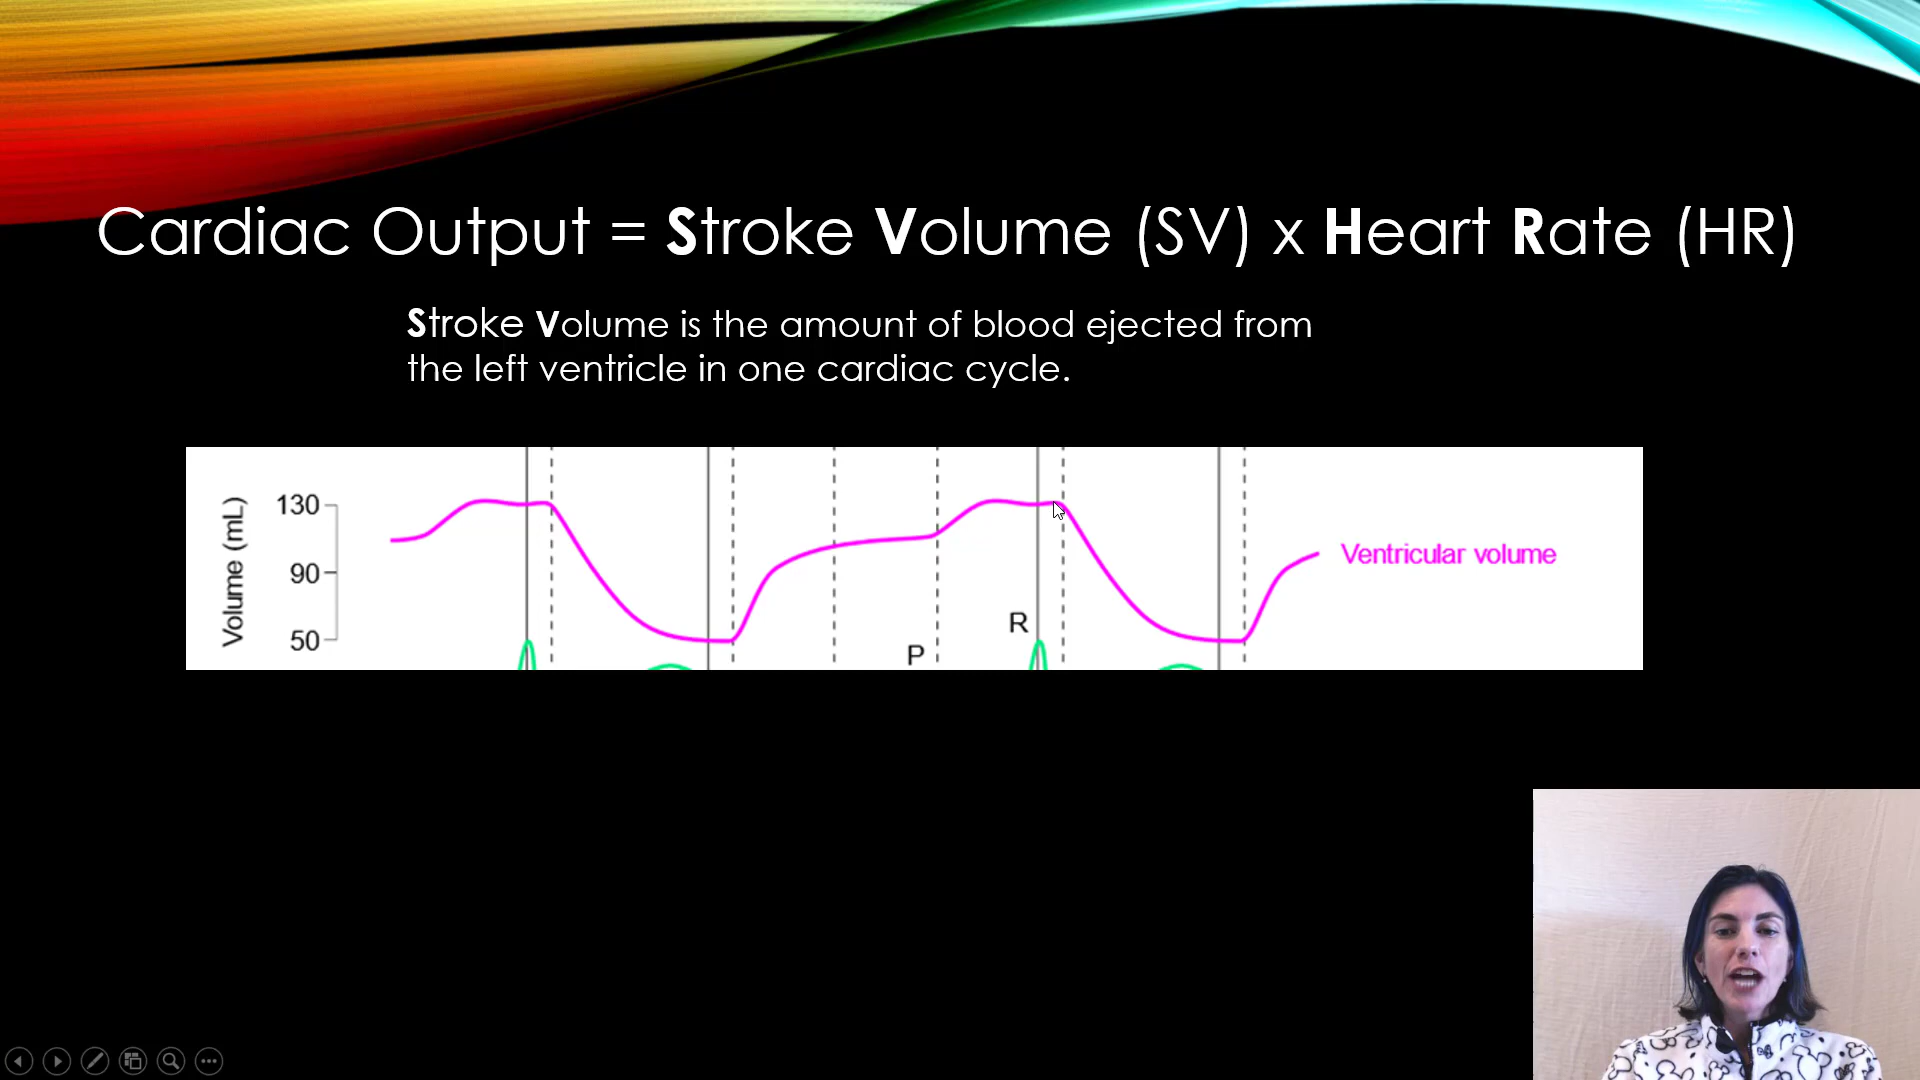 Cardiac Output = Stroke Volume (SV) x Heart Rate (HR)
Stroke Volume is the amount of blood ejected from
the left ventricle in one cardiac cycle.
Volume (mL)
130
90
50
P
R
Ventricular volume